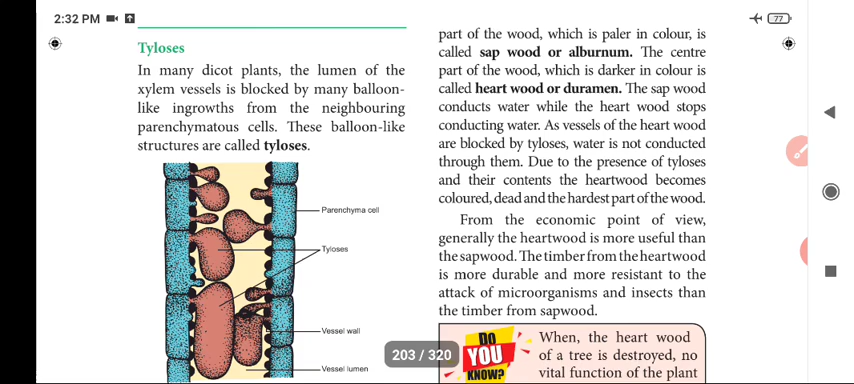 2:32 PM
77
Tyloses
In many dicot plants, the lumen of the
xylem vessels is blocked by many balloon-
like ingrowths from the neighbouring
parenchymatous cells. These balloon-like
structures are called tyloses.
Parenchyma cell
Tyloses
Vessel wall
Vessel lumen
part of the wood, which is paler in colour, is
called sap wood or alburnum. The centre
part of the wood, which is darker in colour is
called heart wood or duramen. The sap wood
conducts water while the heart wood stops
conducting water. As vessels of the heart wood
are blocked by tyloses, water is not conducted
through them. Due to the presence of tyloses
and their contents the heartwood becomes
coloured, dead and the hardest part of the wood.
From the economic point of view,
generally the heartwood is more useful than
the sapwood. The timber from the heartwood
is more durable and more resistant to the
attack of microorganisms and insects than
the timber from sapwood.
DO
YOU
KNOW?
When, the heart wood
of a tree is destroyed, no
vital function of the plant
203 / 320